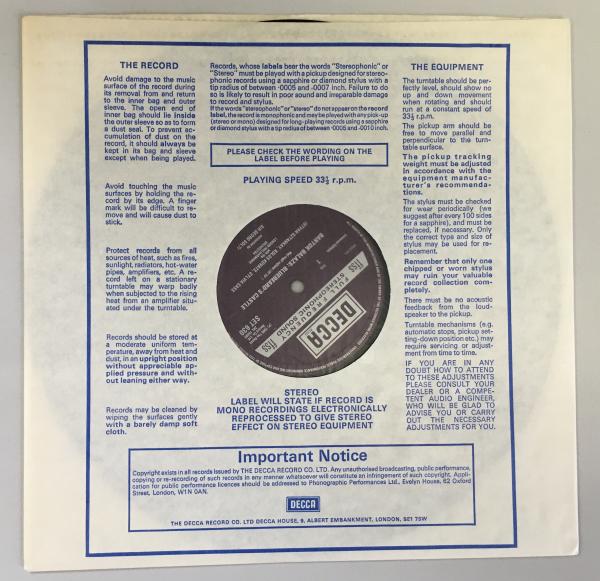 THE RECORD
Avoid damage to the music
surface of the record during
its removal from and return
to the inner bag and outer
sleeve. The open end of
inner bag should lie inside
the outer sleeve so as to form
a dust seal. To prevent ac-
cumulation of dust on the
record, it should always be
kept in its bag and sleeve
except when being played.
Avoid touching the music
surfaces by holding the re-
cord by its edge. A finger
mark will be difficult to re-
move and will cause dust to
stick.
Protect records from all
sources of heat, such as fires,
sunlight, radiators, hot-water
pipes, amplifiers, etc. A re-
cord left on a stationary
turntable may warp badly
when subjected to the rising
heat from an amplifier situ-
ated under the turntable.
Records should be stored at
a moderate uniform tem-
perature, away from heat and
dust, in an upright position
without appreciable ap-
plied pressure and with-
out leaning either way.
Records may be cleaned by
wiping the surfaces gently
with a barely damp soft
cloth.
Records, whose labels bear the words "Stereophonic" or
"Stereo" must be played with a pickup designed for stereo-
phonic records using a sapphire or diamond stylus with a
tip radius of between ·0005 and ·0007 inch. Failure to do
so is likely to result in poor sound and irreparable damage
to record and stylus.
If the words "stereophonic" or "stereo" do not appear on the record
label, the record is monophonic and may be played with any pick-up
(stereo or mono) designed for long-playing records using a sapphire
or diamond stylus with a tip radius of between ·0005 and ·0010 inch.
PLEASE CHECK THE WORDING ON THE
LABEL BEFORE PLAYING
PLAYING SPEED 33⅓ r.p.m.
DECCA
FULL FREQUENCY
STEREOPHONIC SOUND
ffss
SET 630
BARTOK BALAZS: BLUEBEARD'S CASTLE
STEREO
LABEL WILL STATE IF RECORD IS
MONO RECORDINGS ELECTRONICALLY
REPROCESSED TO GIVE STEREO
EFFECT ON STEREO EQUIPMENT
THE EQUIPMENT
The turntable should be per-
fectly level, should show no
up and down movement
when rotating and should
run at a constant speed of
33⅓ r.p.m.
The pickup arm should be
free to move parallel and
perpendicular to the turn-
table surface.
The pickup tracking
weight must be adjusted
in accordance with the
equipment manufac-
turer's recommenda-
tions.
The stylus must be checked
for wear periodically (we
suggest after every 100 sides
for a sapphire), and must be
replaced, if necessary. Only
the correct type and size of
stylus may be used for re-
placement.
Remember that only one
chipped or worn stylus
may ruin your valuable
record collection com-
pletely.
There must be no acoustic
feedback from the loud-
speaker to the pickup.
Turntable mechanisms (e.g.
automatic stops, pickup set-
ting-down position etc.) may
require servicing or adjust-
ment from time to time.
IF YOU ARE IN ANY
DOUBT HOW TO ATTEND
TO THESE ADJUSTMENTS
PLEASE CONSULT YOUR
DEALER OR A COMPE-
TENT AUDIO ENGINEER,
WHO WILL BE GLAD TO
ADVISE YOU OR CARRY
OUT THE NECESSARY
ADJUSTMENTS FOR YOU.
Important Notice
Copyright exists in all records issued by THE DECCA RECORD CO. LTD. Any unauthorised broadcasting, public performance,
copying or re-recording of such records in any manner whatsoever will constitute an infringement of such copyright. Appli-
cation for public performance licences should be addressed to Phonographic Performances Ltd., Evelyn House, 62 Oxford
Street, London, W1N 0AN.
DECCA
THE DECCA RECORD CO. LTD DECCA HOUSE, 9, ALBERT EMBANKMENT, LONDON, SE1 7SW